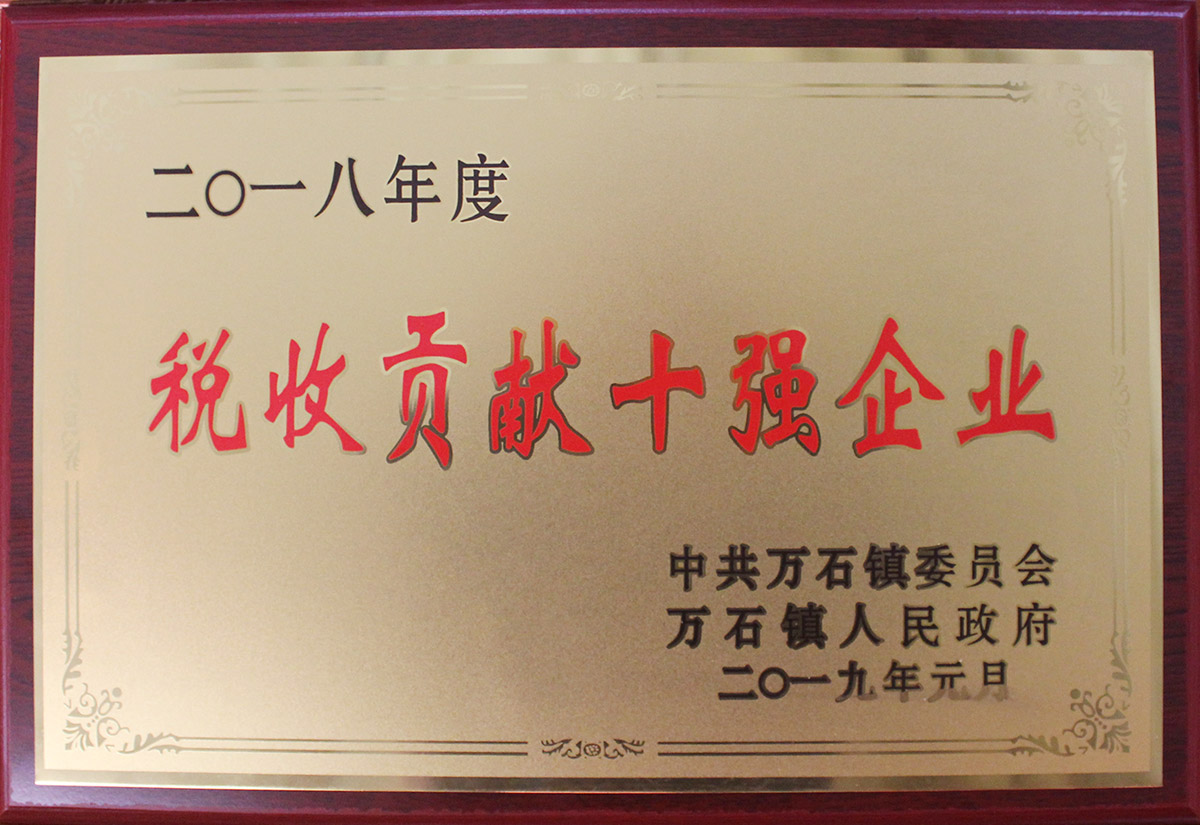 二〇一八年度
税收贡献十强企业
中共万石镇委员会
万石镇人民政府
二〇一九年元日